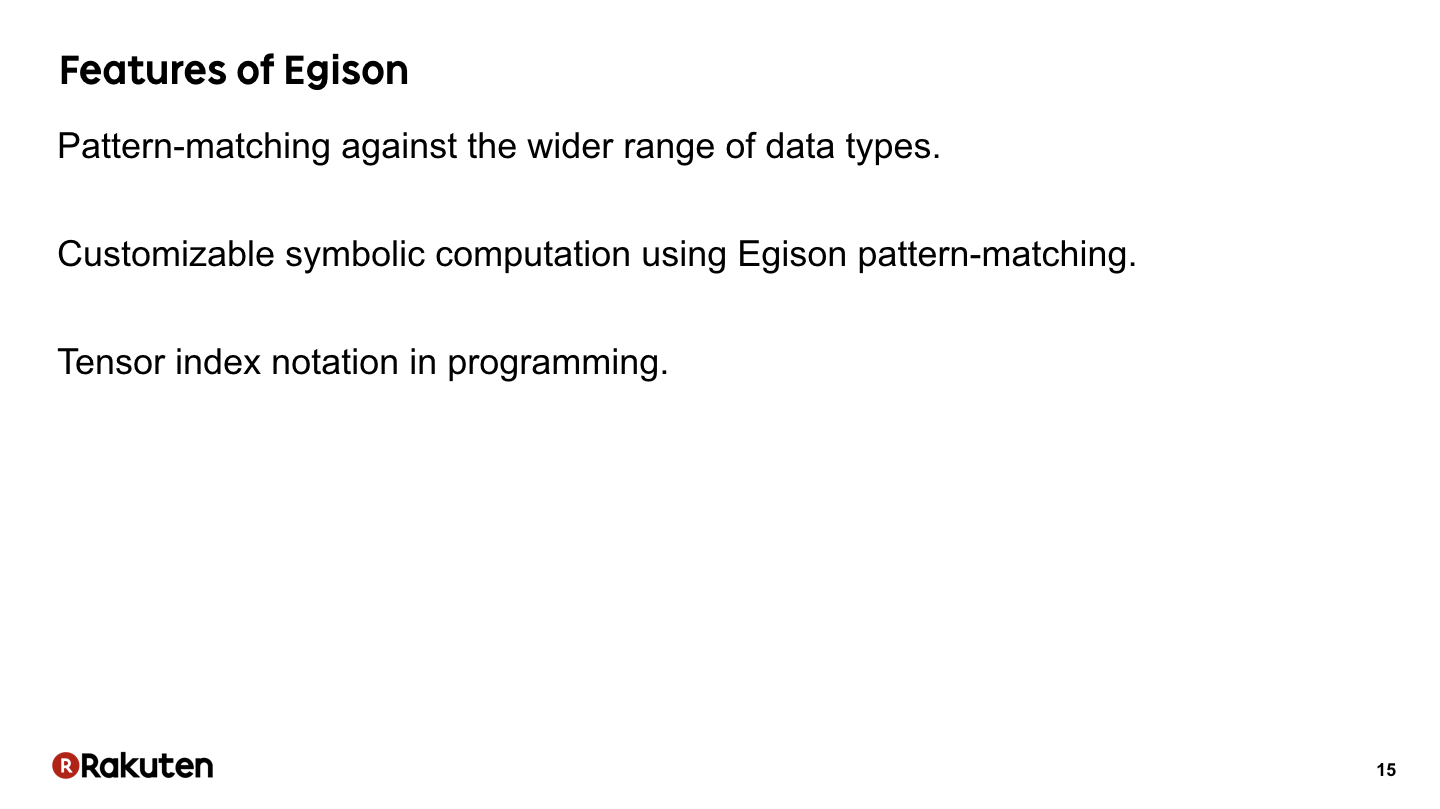 Features of Egison
Pattern-matching against the wider range of data types.
Customizable symbolic computation using Egison pattern-matching.
Tensor index notation in programming.
R Rakuten
15